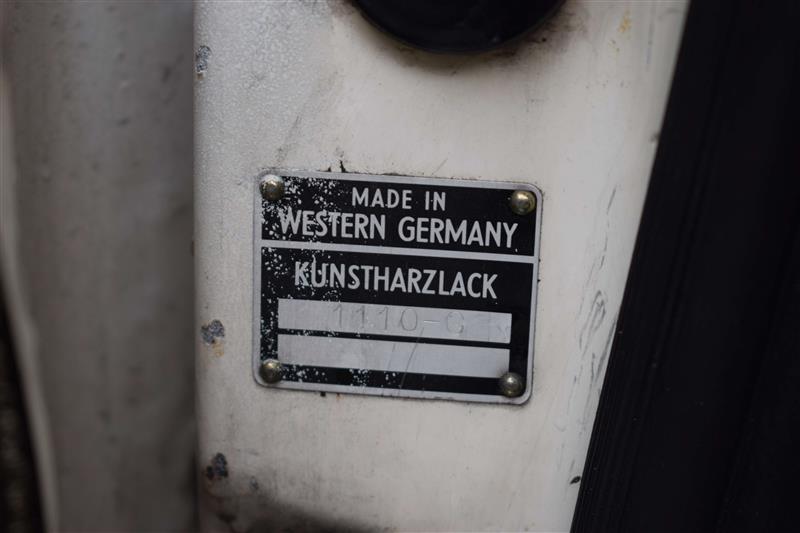 MADE IN
WESTERN GERMANY
KUNSTHARZLACK
1110-G